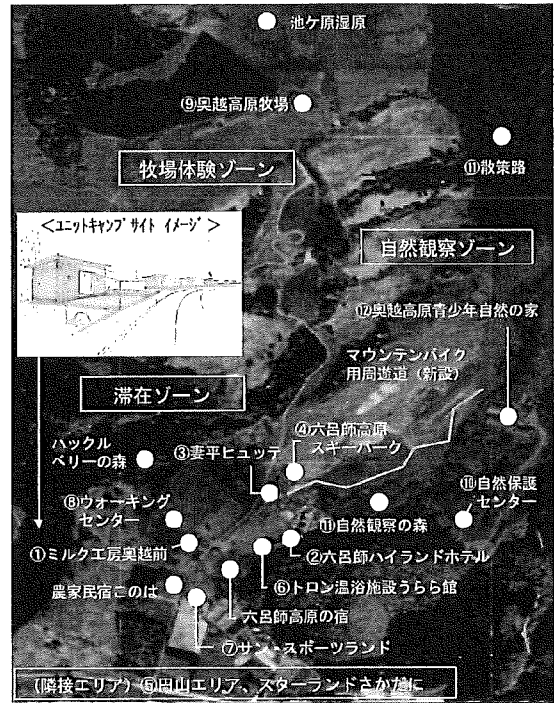 池ケ原湿原
⑨奥越高原牧場
⑪散策路
牧場体験ゾーン
<ユニットキャンプサイト イメージ>
自然観察ゾーン
⑫奥越高原青少年自然の家
マウンテンバイク
用周遊道（新設）
滞在ゾーン
④六呂師高原
スキーパーク
ハックル
ベリーの森
③妻平ヒュッテ
⑧ウォーキング
センター
⑩自然保護
センター
⑪自然観察の森
①ミルク工房奥越前
②六呂師ハイランドホテル
農家民宿このは
⑥トロン温浴施設うらら館
六呂師高原の宿
⑦サン・スポーツランド
(隣接エリア) ⑤円山エリア、スターランドさかだに